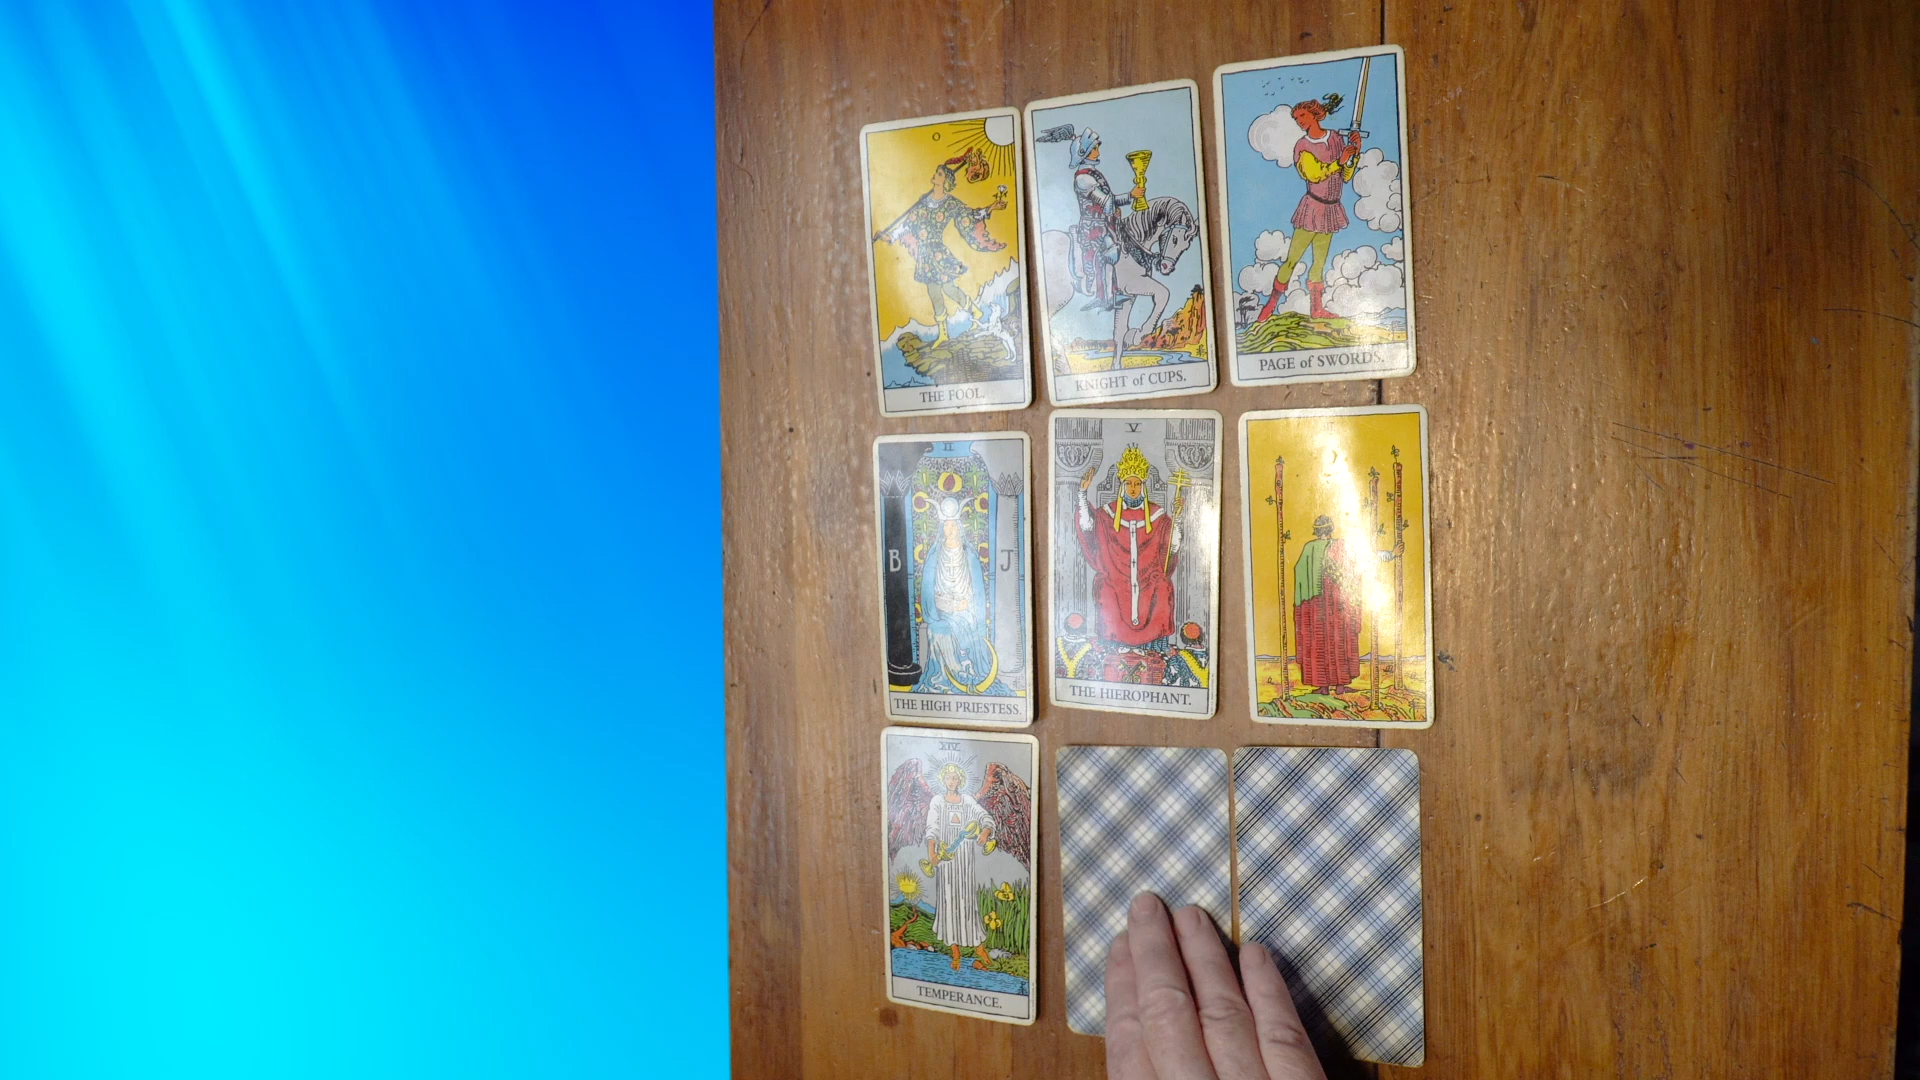 0
THE FOOL.
KNIGHT of CUPS.
PAGE of SWORDS.
II
B J
THE HIGH PRIESTESS.
V
THE HIEROPHANT.
XIV
TEMPERANCE.